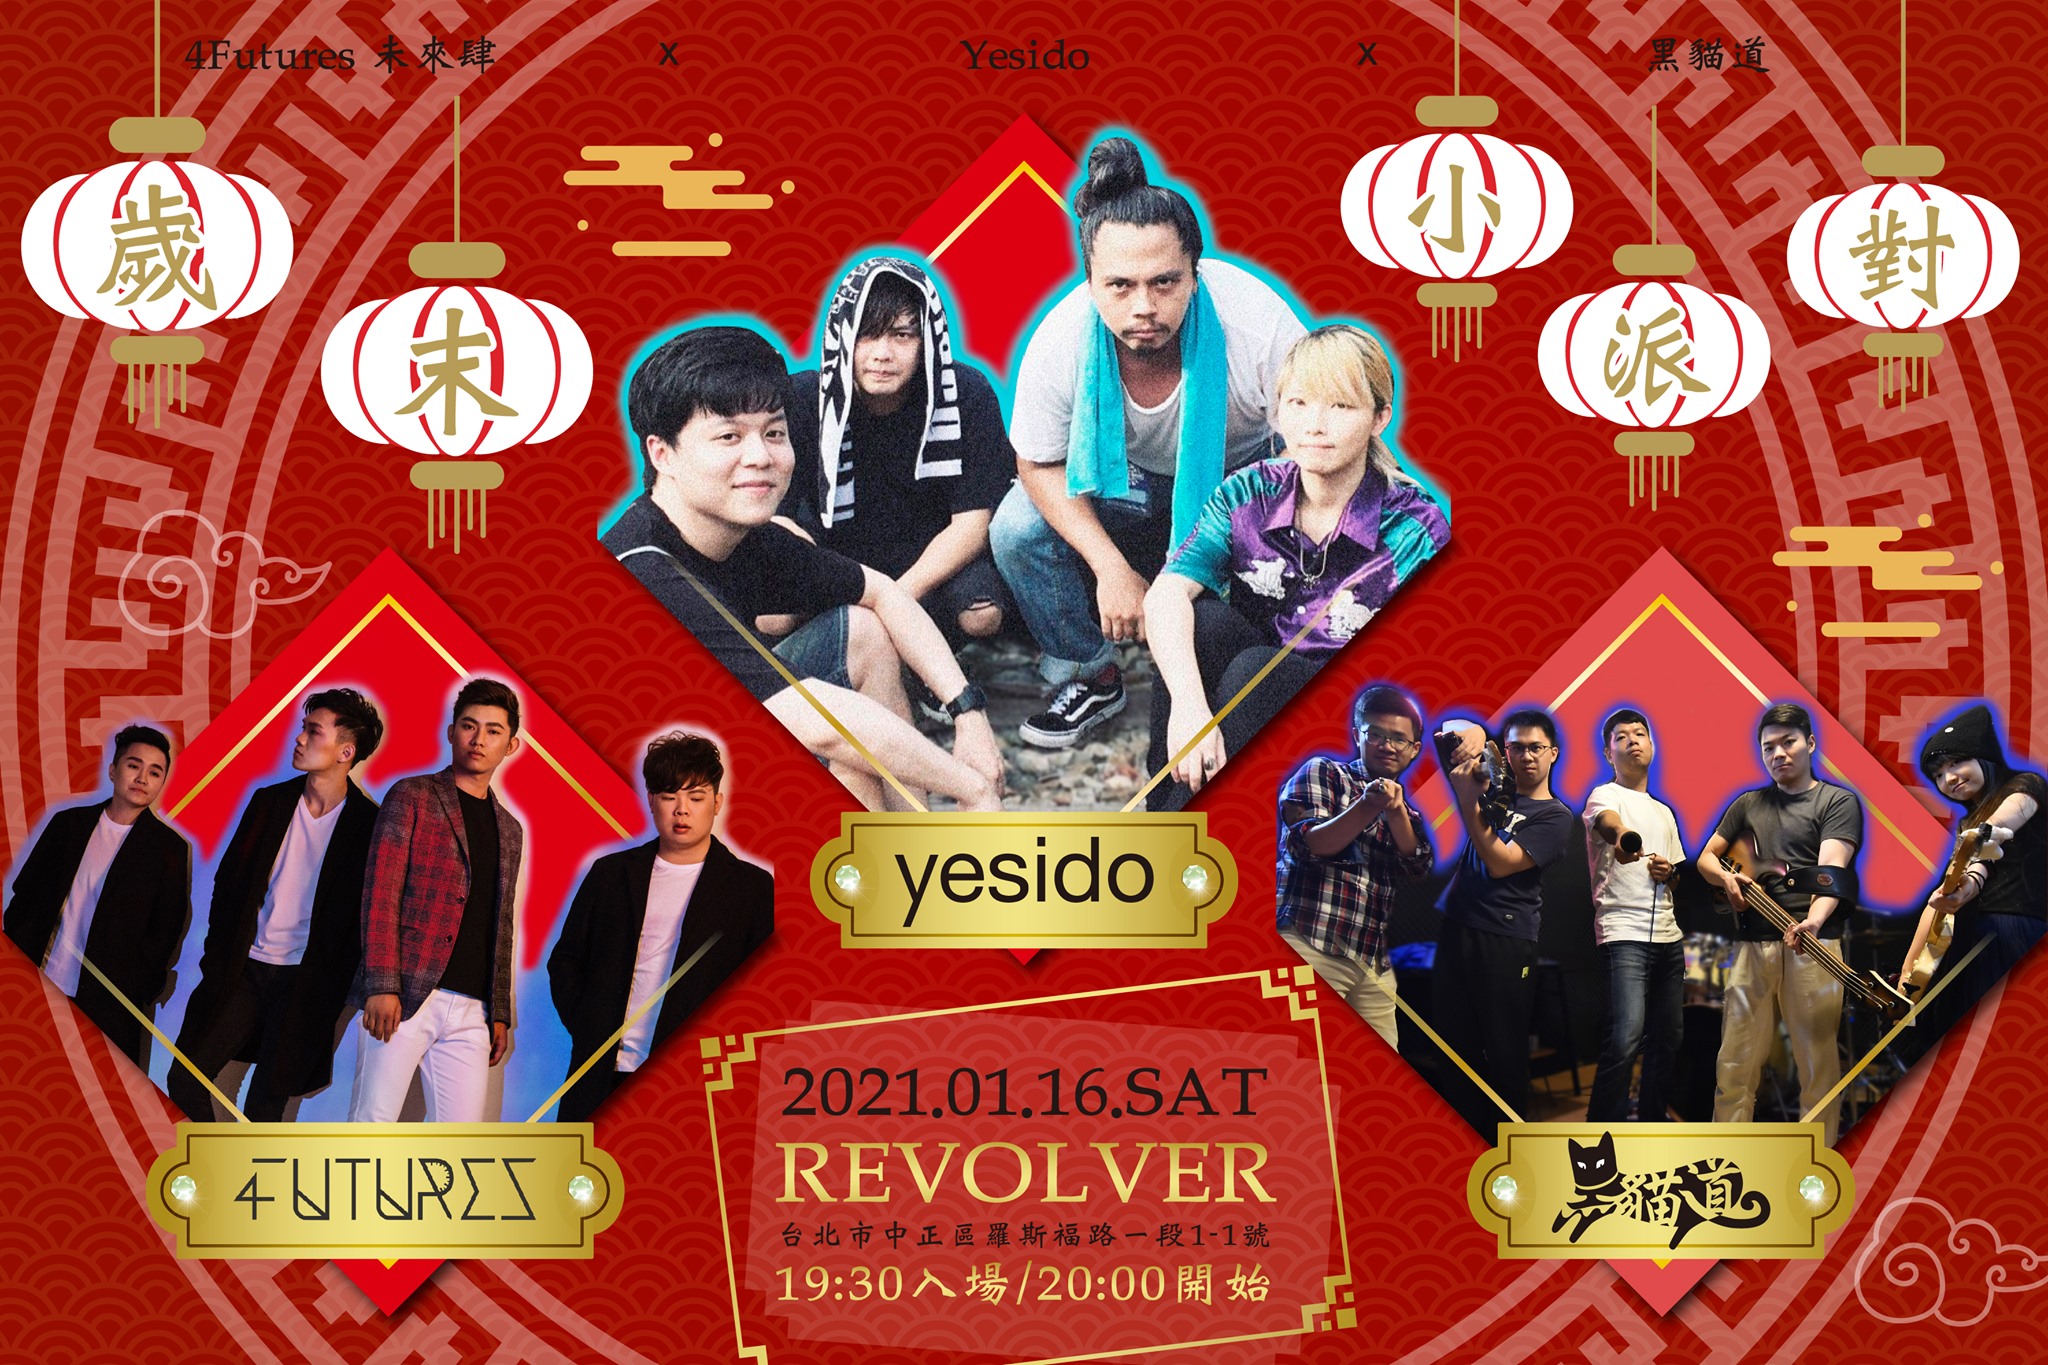 4Futures 未來肆 x Yesido x 黑貓道
歲末
小派對
yesido
4FUTURES
黑貓道
2021.01.16.SAT
REVOLVER
台北市中正區羅斯福路一段1-1號
19:30入場/20:00開始